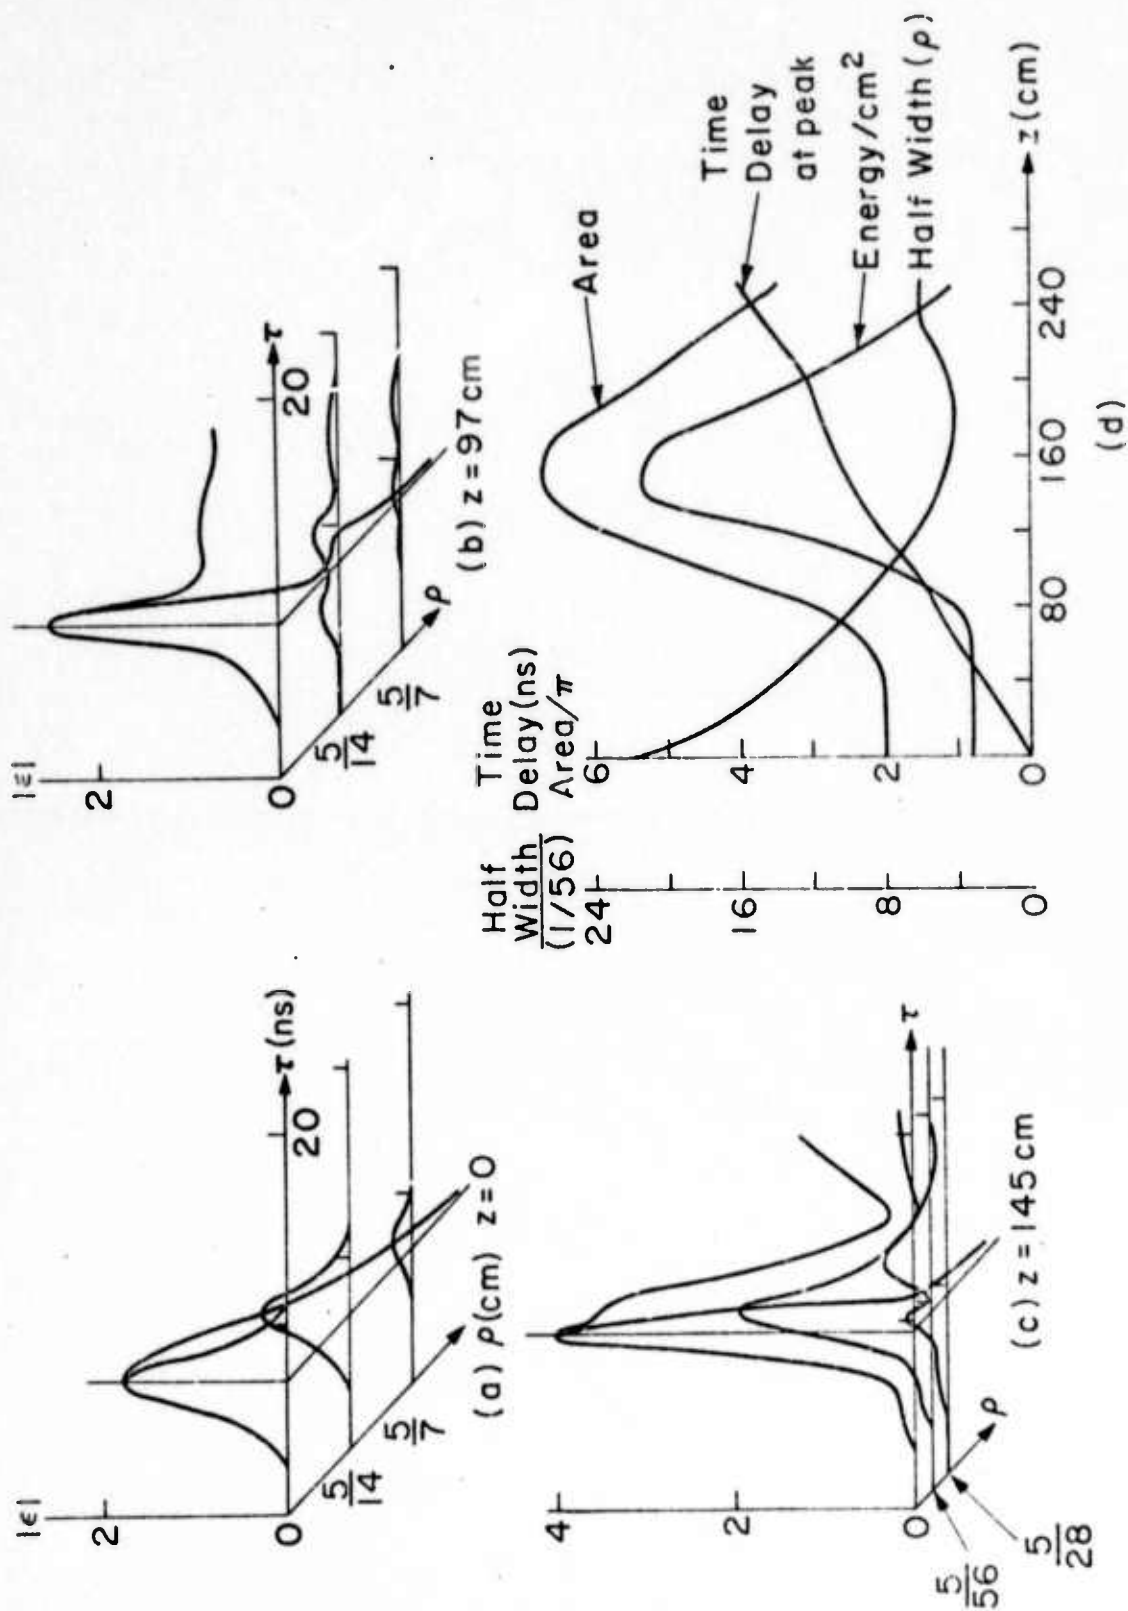 |ε|
2
0
20
τ(ns)
5/14
5/7
(a) ρ(cm) z=0
|ε|
2
0
20
τ
5/14
5/7
ρ
(b) z=97cm
4
2
0
τ
5/56
5/28
ρ
(c) z=145cm
Half
Width
(1/56)
24
16
8
0
Time
Delay(ns)
Area/π
6
4
2
0
80
160
240
z(cm)
Area
Time
Delay
at peak
Energy/cm²
Half Width(ρ)
(d)